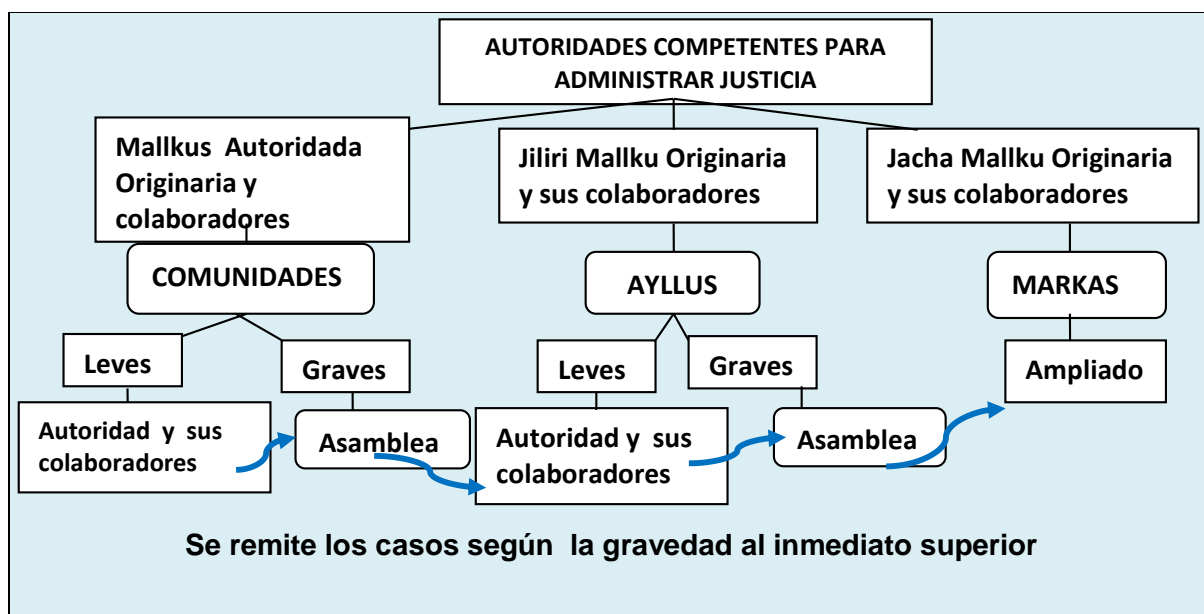 AUTORIDADES COMPETENTES PARA
ADMINISTRAR JUSTICIA
Mallkus Autoridada
Originaria y
colaboradores
Jiliri Mallku Originaria
y sus colaboradores
Jacha Mallku Originaria
y sus colaboradores
COMUNIDADES
AYLLUS
MARKAS
Leves
Graves
Leves
Graves
Ampliado
Autoridad y sus
colaboradores
Asamblea
Autoridad y sus
colaboradores
Asamblea
Se remite los casos según la gravedad al inmediato superior